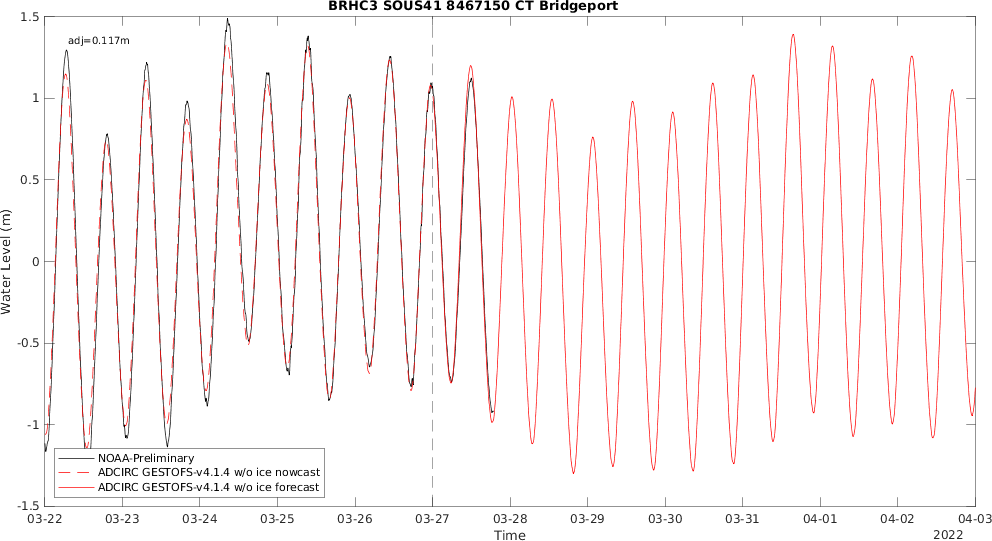 BRHC3 SOUS41 8467150 CT Bridgeport
1.5
adj=0.117m
1
0.5
0
-0.5
-1
-1.5
Water Level (m)
NOAA-Preliminary
ADCIRC GESTOFS-v4.1.4 w/o ice nowcast
ADCIRC GESTOFS-v4.1.4 w/o ice forecast
03-22 03-23 03-24 03-25 03-26 03-27 03-28 03-29 03-30 03-31 04-01 04-02 04-03
Time
2022